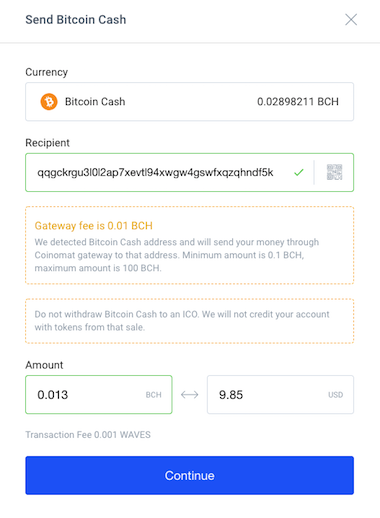 Send Bitcoin Cash
Currency
Bitcoin Cash 0.02898211 BCH
Recipient
qqgckrgu3l0l2ap7xevtl94xwgw4gswfxqzqhndf5k
Gateway fee is 0.01 BCH
We detected Bitcoin Cash address and will send your money through
Coinomat gateway to that address. Minimum amount is 0.1 BCH,
maximum amount is 100 BCH.
Do not withdraw Bitcoin Cash to an ICO. We will not credit your account
with tokens from that sale.
Amount
0.013 BCH 9.85 USD
Transaction Fee 0.001 WAVES
Continue